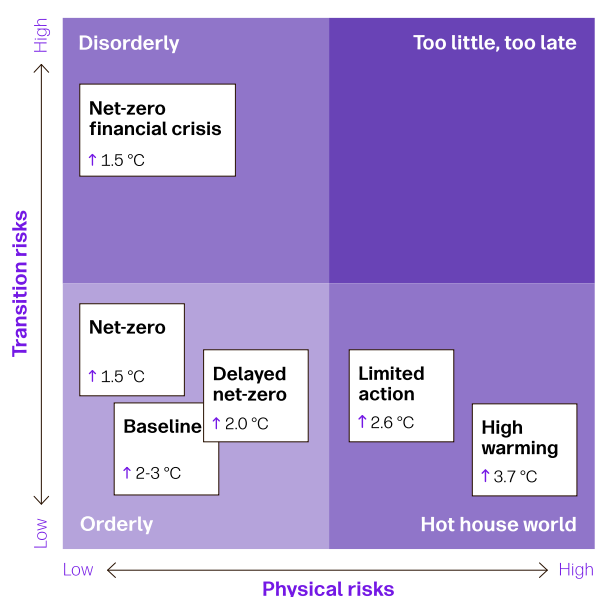 High
Disorderly
Too little, too late
Net-zero
financial crisis
↑ 1.5 °C
Transition risks
Net-zero
↑ 1.5 °C
Delayed
net-zero
↑ 2.0 °C
Limited
action
↑ 2.6 °C
Baseline
↑ 2-3 °C
High
warming
↑ 3.7 °C
Low
Orderly
Hot house world
Low
High
Physical risks